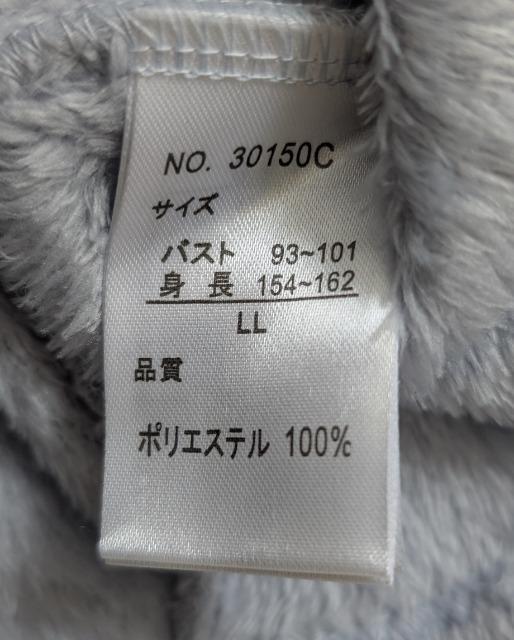 NO. 30150C
サイズ
バスト 93~101
身 長 154~162
LL
品質
ポリエステル 100%